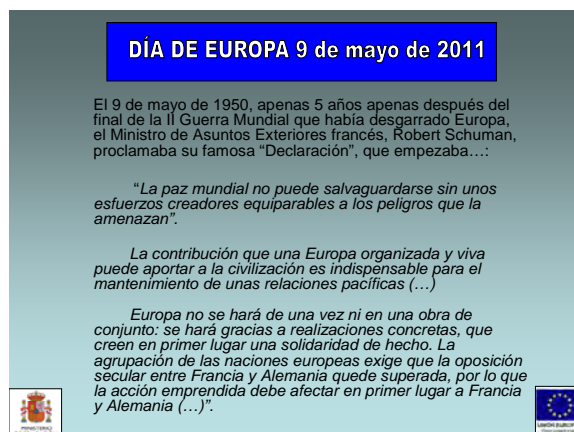 DÍA DE EUROPA 9 de mayo de 2011
El 9 de mayo de 1950, apenas 5 años apenas después del
final de la II Guerra Mundial que había desgarrado Europa,
el Ministro de Asuntos Exteriores francés, Robert Schuman,
proclamaba su famosa “Declaración”, que empezaba…:
“La paz mundial no puede salvaguardarse sin unos
esfuerzos creadores equiparables a los peligros que la
amenazan”.
La contribución que una Europa organizada y viva
puede aportar a la civilización es indispensable para el
mantenimiento de unas relaciones pacíficas (…)
Europa no se hará de una vez ni en una obra de
conjunto: se hará gracias a realizaciones concretas, que
creen en primer lugar una solidaridad de hecho. La
agrupación de las naciones europeas exige que la oposición
secular entre Francia y Alemania quede superada, por lo que
la acción emprendida debe afectar en primer lugar a Francia
y Alemania (…)”.
MINISTERIO
UNIÓN EUROPEA